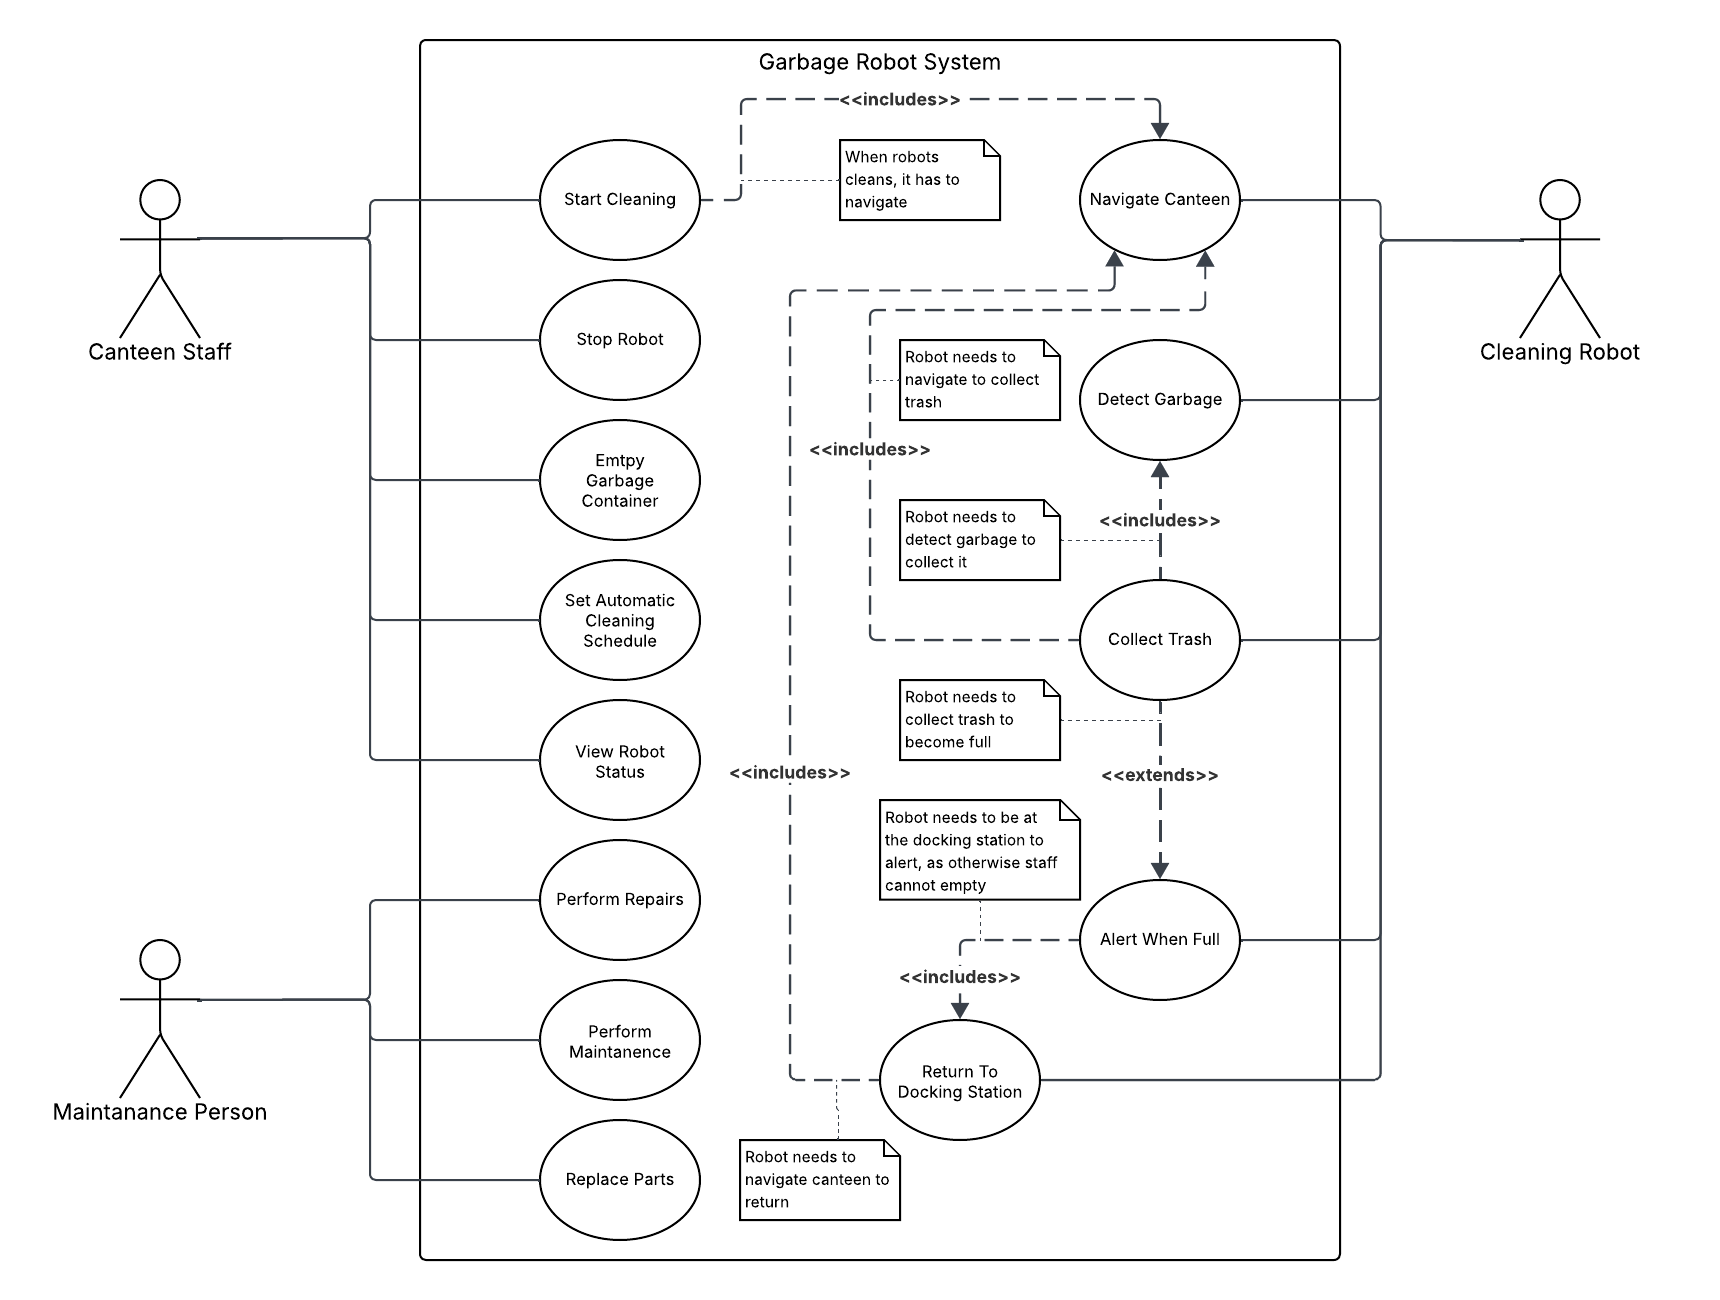 Garbage Robot System
<<includes>>
When robots
cleans, it has to
navigate
Start Cleaning
Navigate Canteen
Canteen Staff
Cleaning Robot
Stop Robot
Robot needs to
navigate to collect
trash
Detect Garbage
<<includes>>
Emtpy
Garbage
Container
Robot needs to
detect garbage to
collect it
<<includes>>
Set Automatic
Cleaning
Schedule
Collect Trash
Robot needs to
collect trash to
become full
View Robot
Status
<<includes>>
<<extends>>
Robot needs to be at
the docking station to
alert, as otherwise staff
cannot empty
Perform Repairs
Alert When Full
<<includes>>
Perform
Maintanence
Return To
Docking Station
Maintanance Person
Robot needs to
navigate canteen to
return
Replace Parts